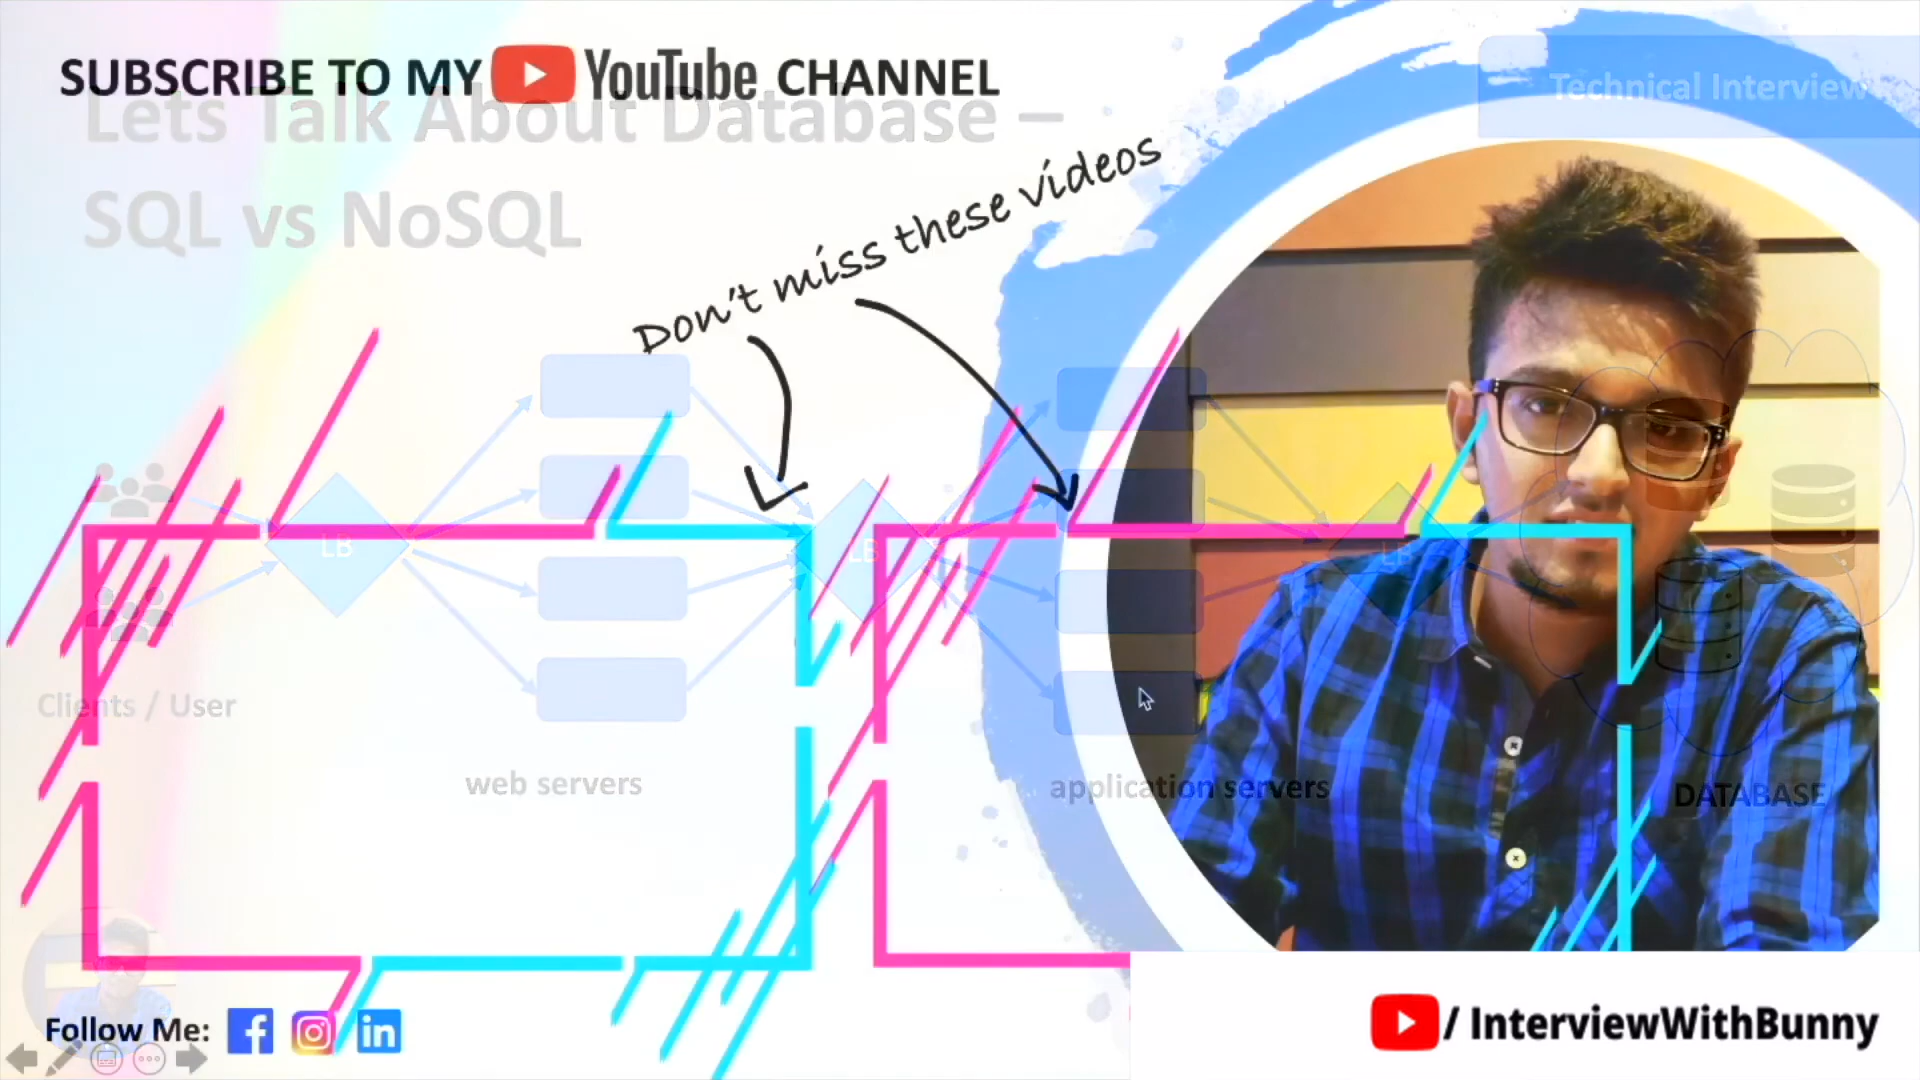 SUBSCRIBE TO MY YouTube CHANNEL
Technical Interview
Lets Talk About Database –
SQL vs NoSQL
Don't miss these videos
LB
LB
LB
Clients / User
web servers
application servers
DATABASE
Follow Me:
/ InterviewWithBunny